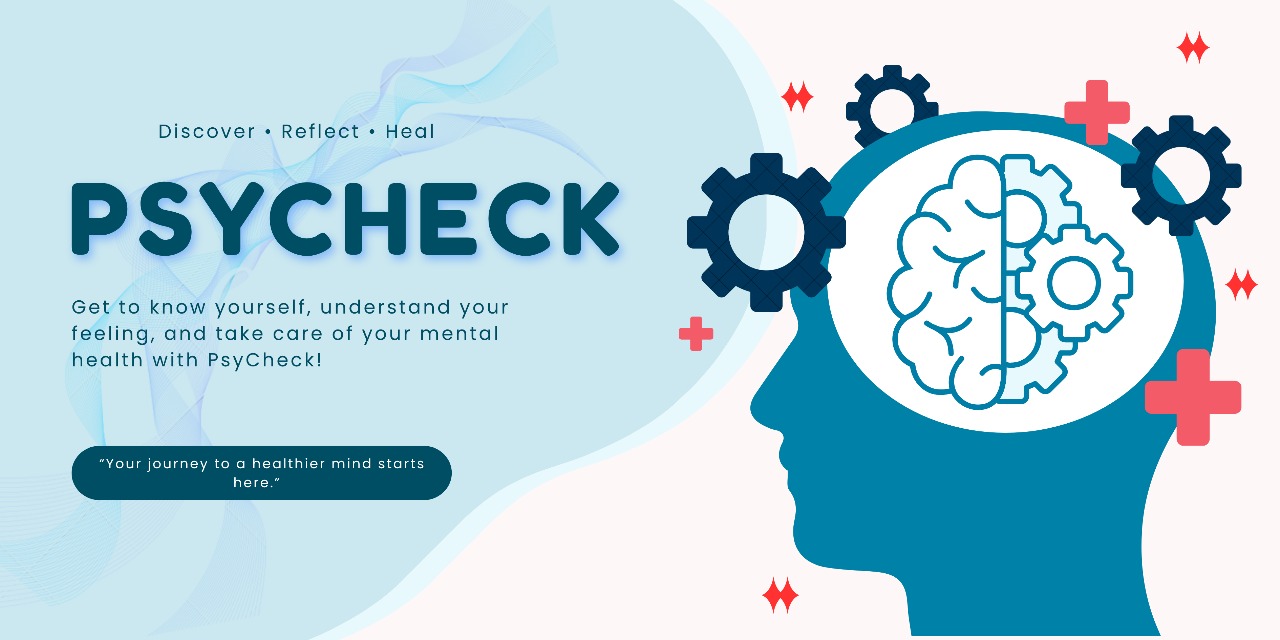 Discover • Reflect • Heal
PSYCHECK
Get to know yourself, understand your
feeling, and take care of your mental
health with PsyCheck!
“Your journey to a healthier mind starts
here.”